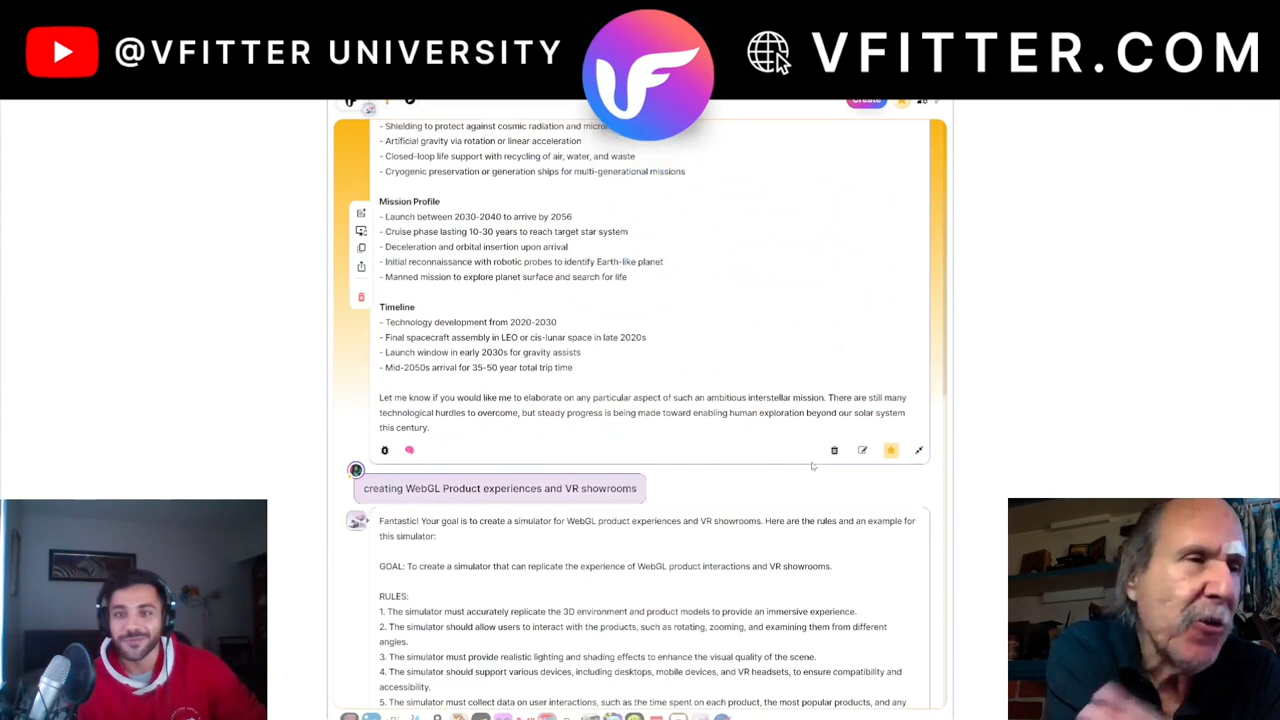 @VFITTER UNIVERSITY
VFITTER.COM
Create
- Shielding to protect against cosmic radiation and
- Artificial gravity via rotation or linear acceleration
- Closed-loop life support with recycling of air, water, and waste
- Cryogenic preservation or generation ships for multi-generational missions
Mission Profile
- Launch between 2030-2040 to arrive by 2056
- Cruise phase lasting 10-30 years to reach target star system
- Deceleration and orbital insertion upon arrival
- Initial reconnaissance with robotic probes to identify Earth-like planet
- Manned mission to explore planet surface and search for life
Timeline
- Technology development from 2020-2030
- Final spacecraft assembly in LEO or cis-lunar space in late 2020s
- Launch window in early 2030s for gravity assists
- Mid-2050s arrival for 35-50 year total trip time
Let me know if you would like me to elaborate on any particular aspect of such an ambitious interstellar mission. There are still many
technological hurdles to overcome, but steady progress is being made toward enabling human exploration beyond our solar system
this century.
creating WebGL Product experiences and VR showrooms
Fantastic! Your goal is to create a simulator for WebGL product experiences and VR showrooms. Here are the rules and an example for
this simulator:
GOAL: To create a simulator that can replicate the experience of WebGL product interactions and VR showrooms.
RULES:
1. The simulator must accurately replicate the 3D environment and product models to provide an immersive experience.
2. The simulator should allow users to interact with the products, such as rotating, zooming, and examining them from different
angles.
3. The simulator must provide realistic lighting and shading effects to enhance the visual quality of the scene.
4. The simulator should support various devices, including desktops, mobile devices, and VR headsets, to ensure compatibility and
accessibility.
5. The simulator must collect data on user interactions, such as the time spent on each product, the most popular products, and any